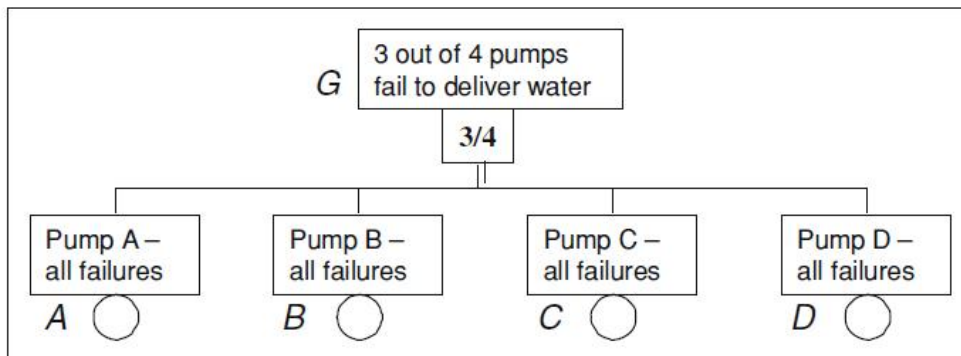 3 out of 4 pumps
fail to deliver water
G
3/4
Pump A –
all failures
Pump B –
all failures
Pump C –
all failures
Pump D –
all failures
A
B
C
D